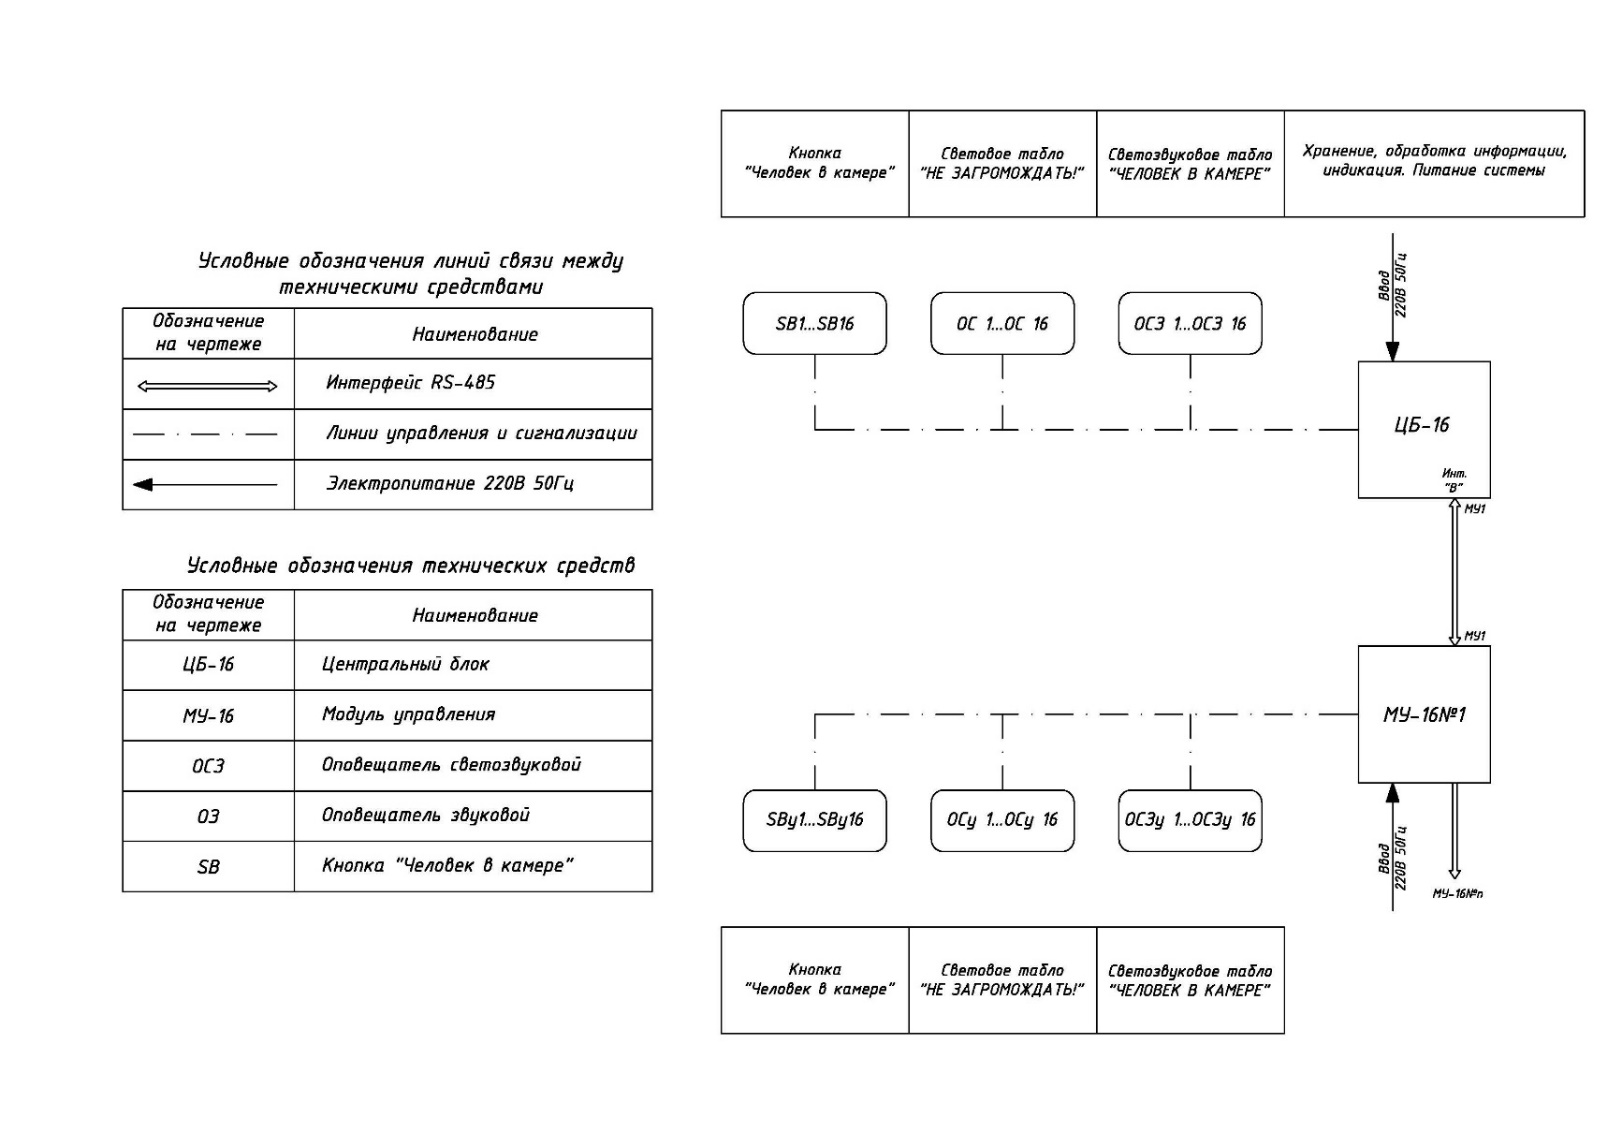 Кнопка
"Человек в камере"
Световое табло
"НЕ ЗАГРОМОЖДАТЬ!"
Светозвуковое табло
"ЧЕЛОВЕК В КАМЕРЕ"
Хранение, обработка информации,
индикация. Питание системы
Условные обозначения линий связи между
техническими средствами
Обозначение
на чертеже
Наименование
Интерфейс RS-485
Линии управления и сигнализации
Электропитание 220В 50Гц
Условные обозначения технических средств
Обозначение
на чертеже
Наименование
ЦБ-16
Центральный блок
МУ-16
Модуль управления
ОСЗ
Оповещатель светозвуковой
ОЗ
Оповещатель звуковой
SB
Кнопка "Человек в камере"
SB1...SB16
ОС 1...ОС 16
ОСЗ 1...ОСЗ 16
Ввод
220В 50Гц
ЦБ-16
Инт.
"В"
МУ1
МУ1
МУ-16№1
SBу1...SBу16
ОСу 1...ОСу 16
ОСЗу 1...ОСЗу 16
Ввод
220В 50Гц
МУ-16№n
Кнопка
"Человек в камере"
Световое табло
"НЕ ЗАГРОМОЖДАТЬ!"
Светозвуковое табло
"ЧЕЛОВЕК В КАМЕРЕ"